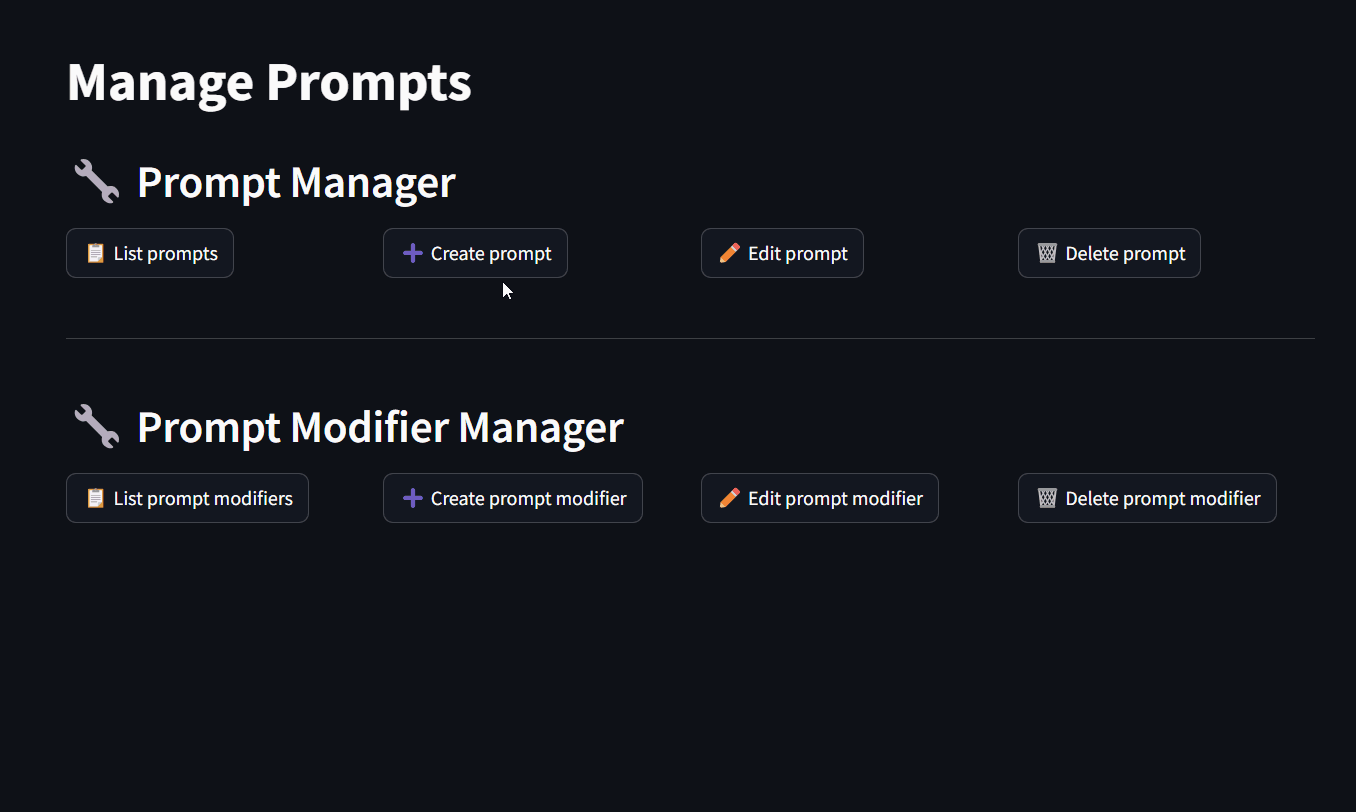 Manage Prompts
Prompt Manager
List prompts
Create prompt
Edit prompt
Delete prompt
Prompt Modifier Manager
List prompt modifiers
Create prompt modifier
Edit prompt modifier
Delete prompt modifier